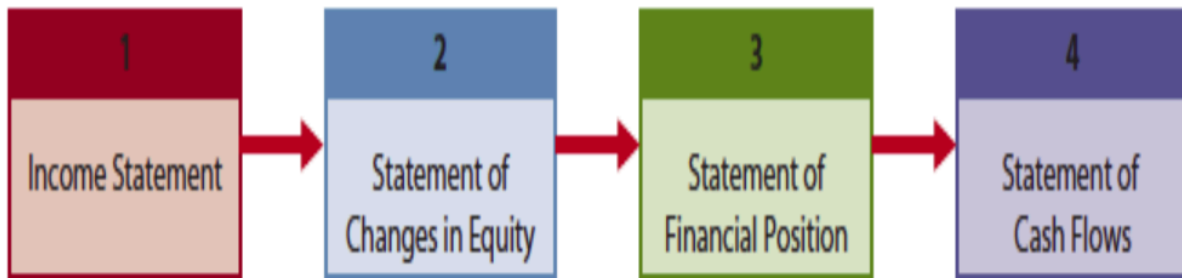 1
Income Statement
2
Statement of
Changes in Equity
3
Statement of
Financial Position
4
Statement of
Cash Flows